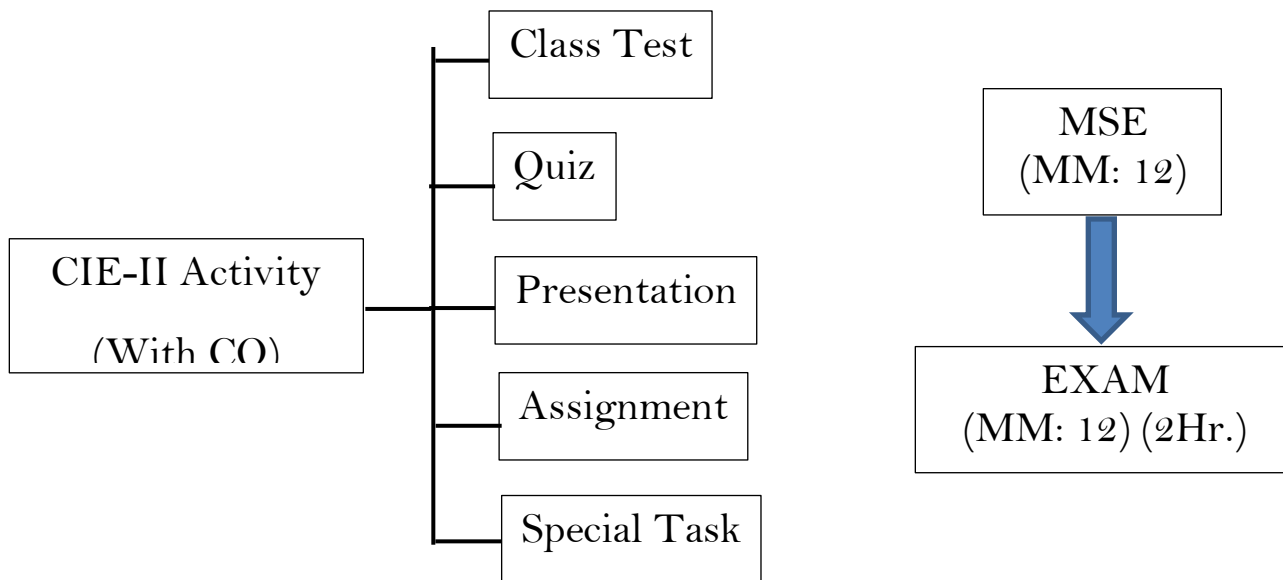 Class Test
Quiz
CIE-II Activity
(With CO)
Presentation
Assignment
Special Task
MSE
(MM: 12)
EXAM
(MM: 12) (2Hr.)